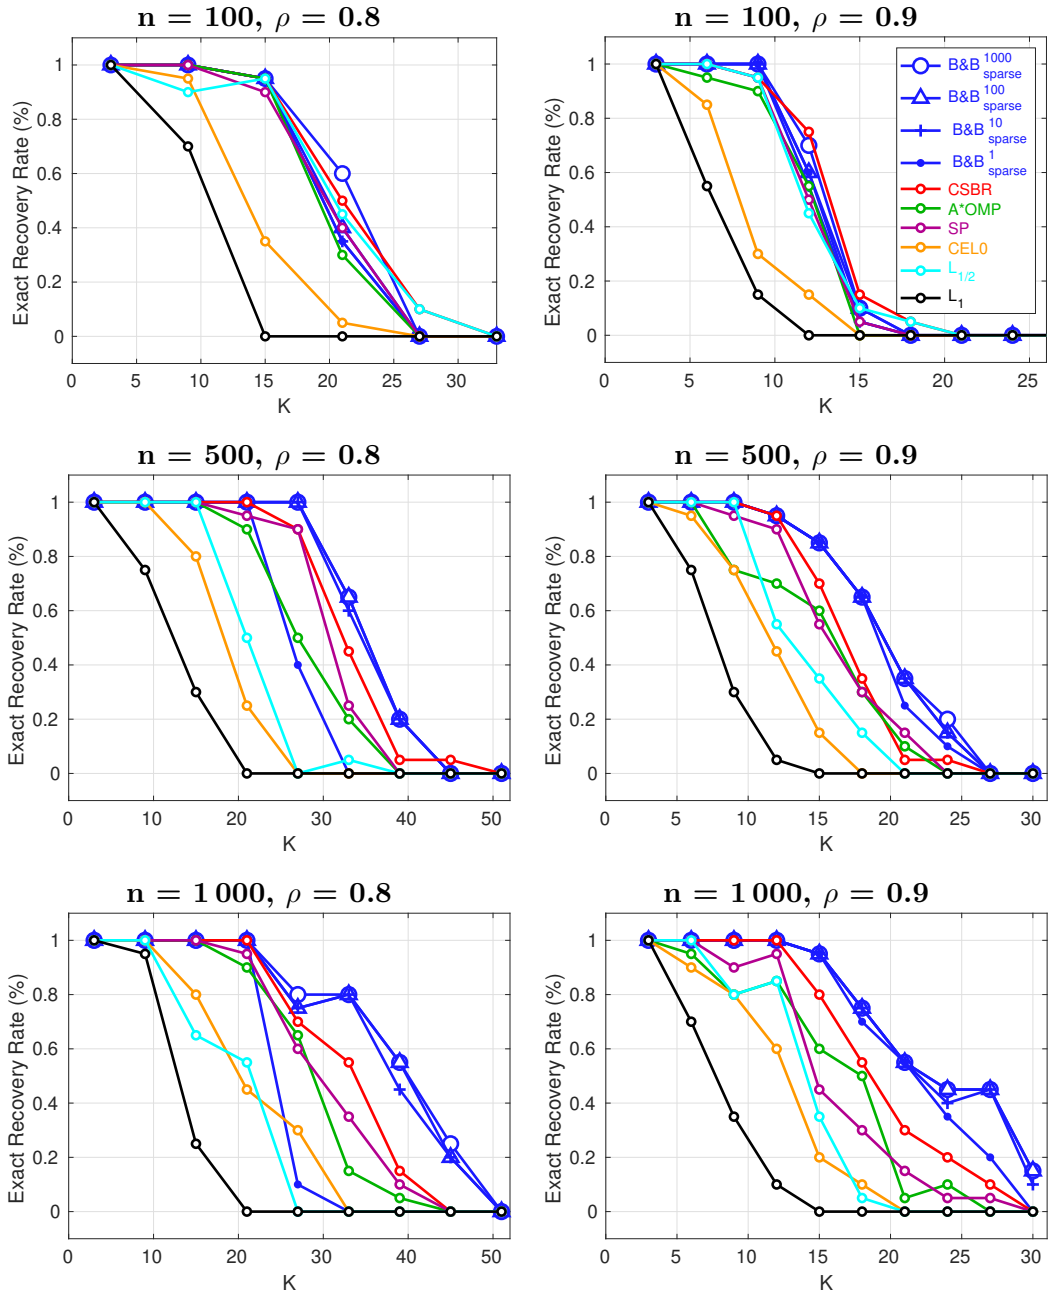 n = 100, ρ = 0.8
Exact Recovery Rate (%)
1
0.8
0.6
0.4
0.2
0
0 5 10 15 20 25 30
K
n = 100, ρ = 0.9
Exact Recovery Rate (%)
1
0.8
0.6
0.4
0.2
0
0 5 10 15 20 25
K
B&B 1000 sparse
B&B 100 sparse
B&B 10 sparse
B&B 1 sparse
CSBR
A*OMP
SP
CEL0
L1/2
L1
n = 500, ρ = 0.8
Exact Recovery Rate (%)
1
0.8
0.6
0.4
0.2
0
0 10 20 30 40 50
K
n = 500, ρ = 0.9
Exact Recovery Rate (%)
1
0.8
0.6
0.4
0.2
0
0 5 10 15 20 25 30
K
n = 1 000, ρ = 0.8
Exact Recovery Rate (%)
1
0.8
0.6
0.4
0.2
0
0 10 20 30 40 50
K
n = 1 000, ρ = 0.9
Exact Recovery Rate (%)
1
0.8
0.6
0.4
0.2
0
0 5 10 15 20 25 30
K